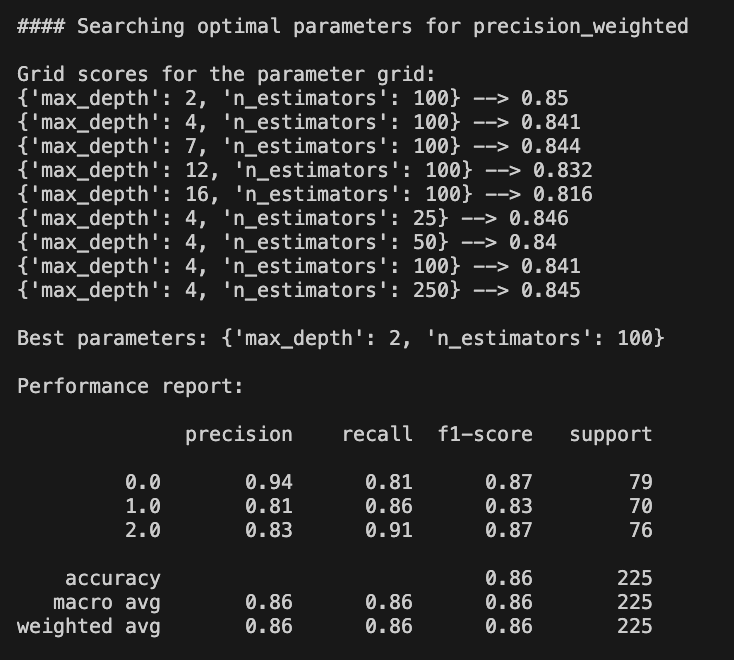 #### Searching optimal parameters for precision_weighted
Grid scores for the parameter grid:
{'max_depth': 2, 'n_estimators': 100} --> 0.85
{'max_depth': 4, 'n_estimators': 100} --> 0.841
{'max_depth': 7, 'n_estimators': 100} --> 0.844
{'max_depth': 12, 'n_estimators': 100} --> 0.832
{'max_depth': 16, 'n_estimators': 100} --> 0.816
{'max_depth': 4, 'n_estimators': 25} --> 0.846
{'max_depth': 4, 'n_estimators': 50} --> 0.84
{'max_depth': 4, 'n_estimators': 100} --> 0.841
{'max_depth': 4, 'n_estimators': 250} --> 0.845
Best parameters: {'max_depth': 2, 'n_estimators': 100}
Performance report:
precision recall f1-score support
0.0 0.94 0.81 0.87 79
1.0 0.81 0.86 0.83 70
2.0 0.83 0.91 0.87 76
accuracy 0.86 225
macro avg 0.86 0.86 0.86 225
weighted avg 0.86 0.86 0.86 225